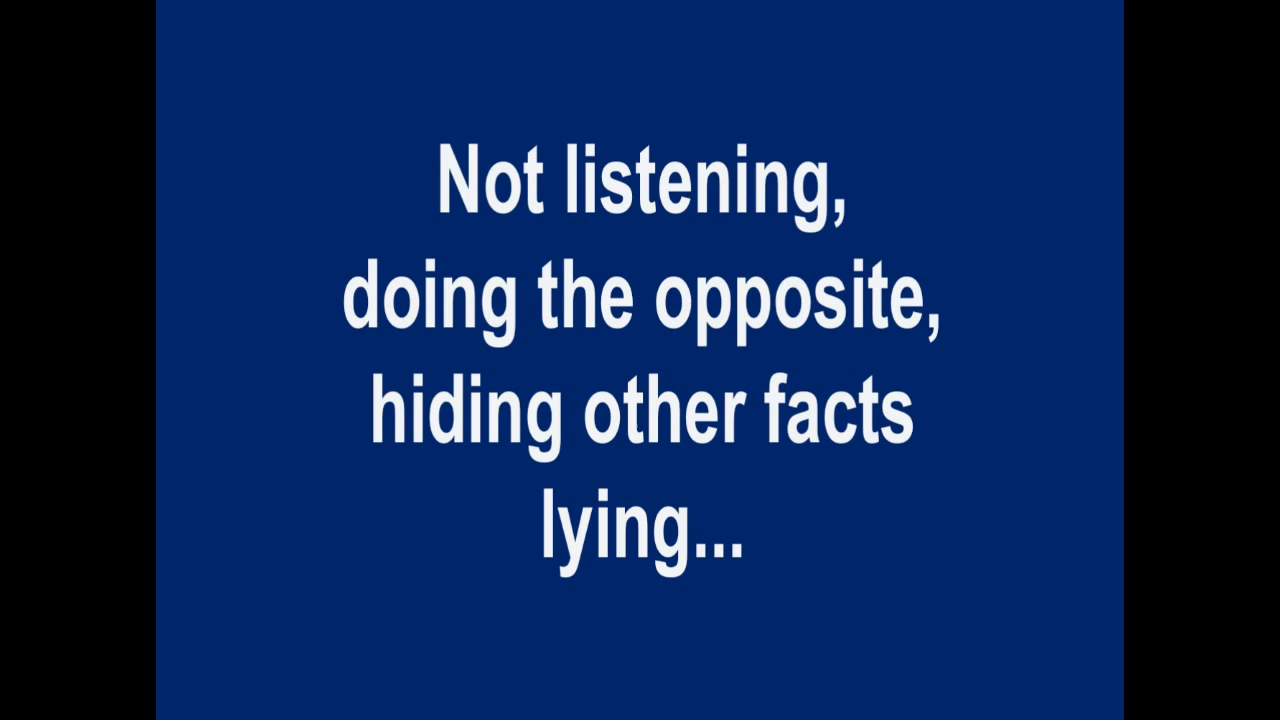 Not listening,
doing the opposite,
hiding other facts
lying...